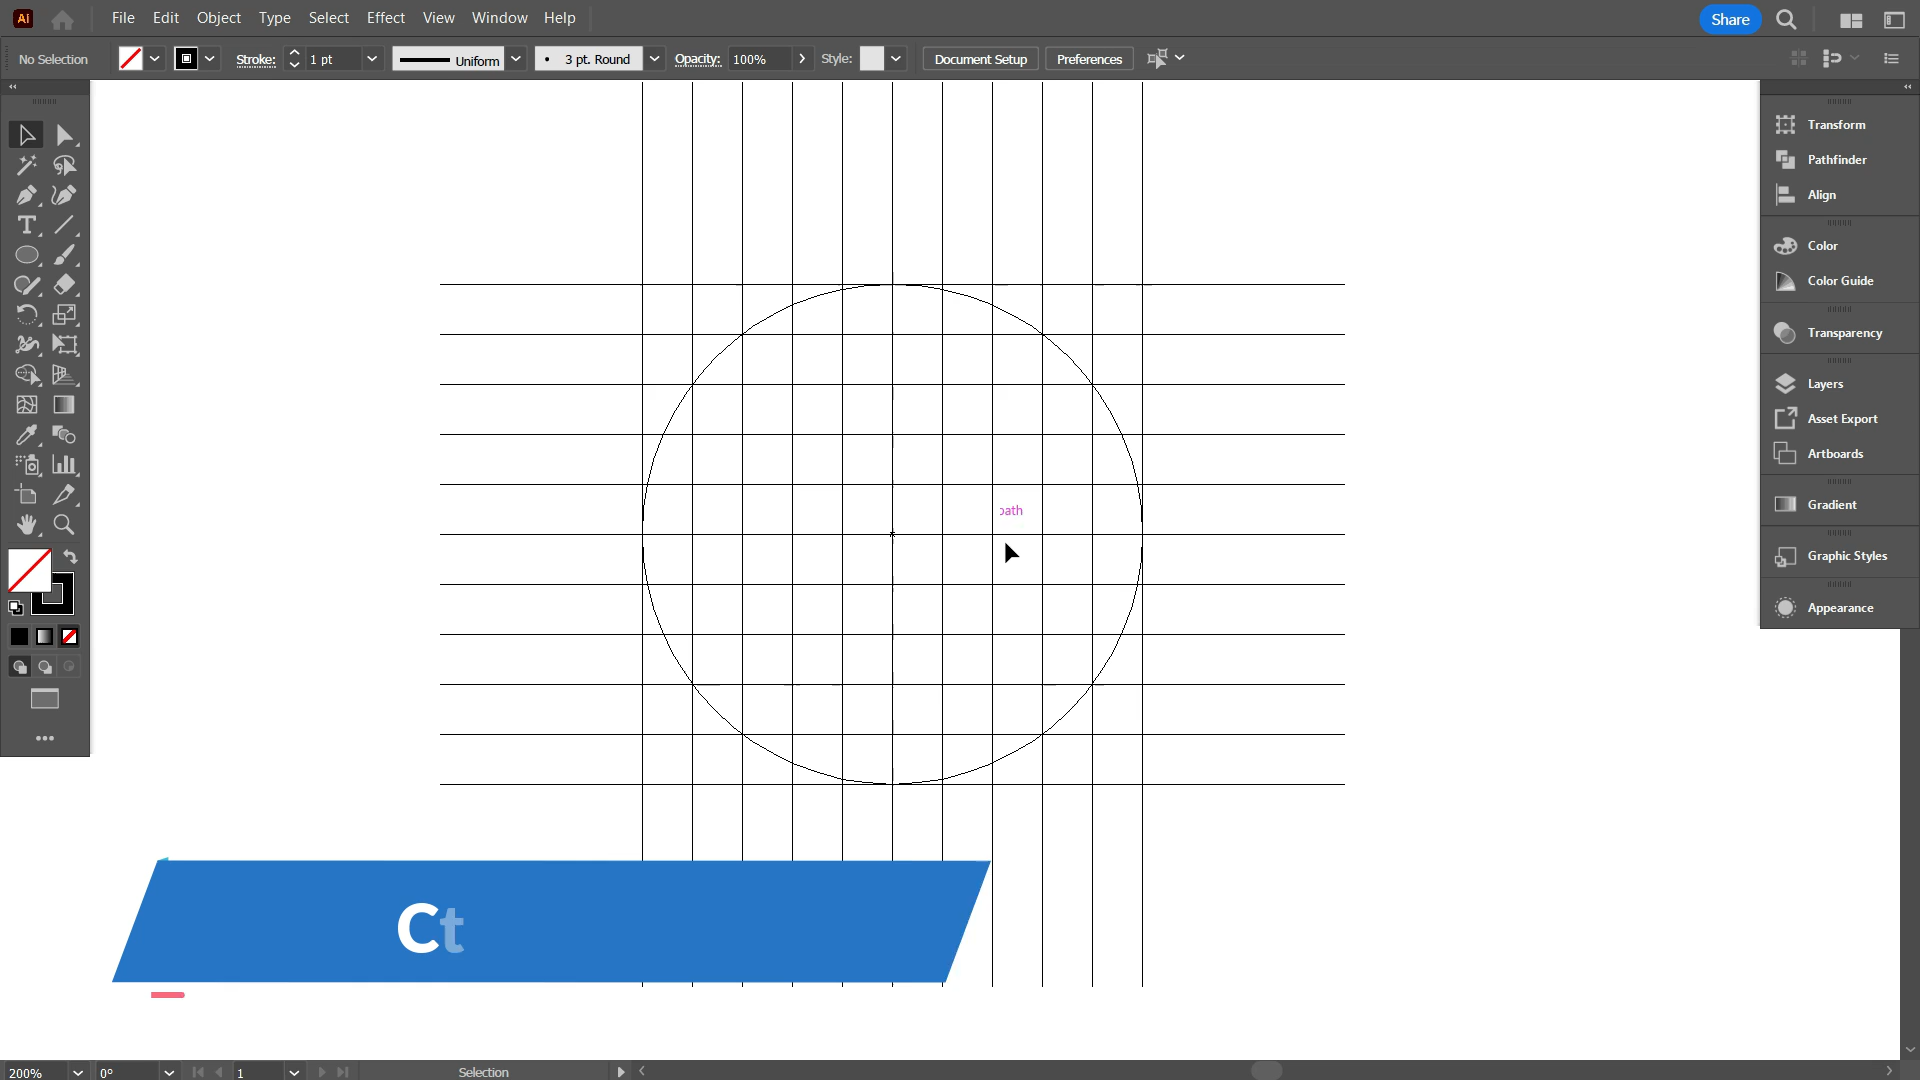 Ai File Edit Object Type Select Effect View Window Help Share
No Selection Stroke: 1 pt Uniform 3 pt. Round Opacity: 100% Style: Document Setup Preferences
Transform
Pathfinder
Align
Color
Color Guide
Transparency
Layers
Asset Export
Artboards
path
Gradient
Graphic Styles
Appearance
Ct
200% 0° 1 Selection